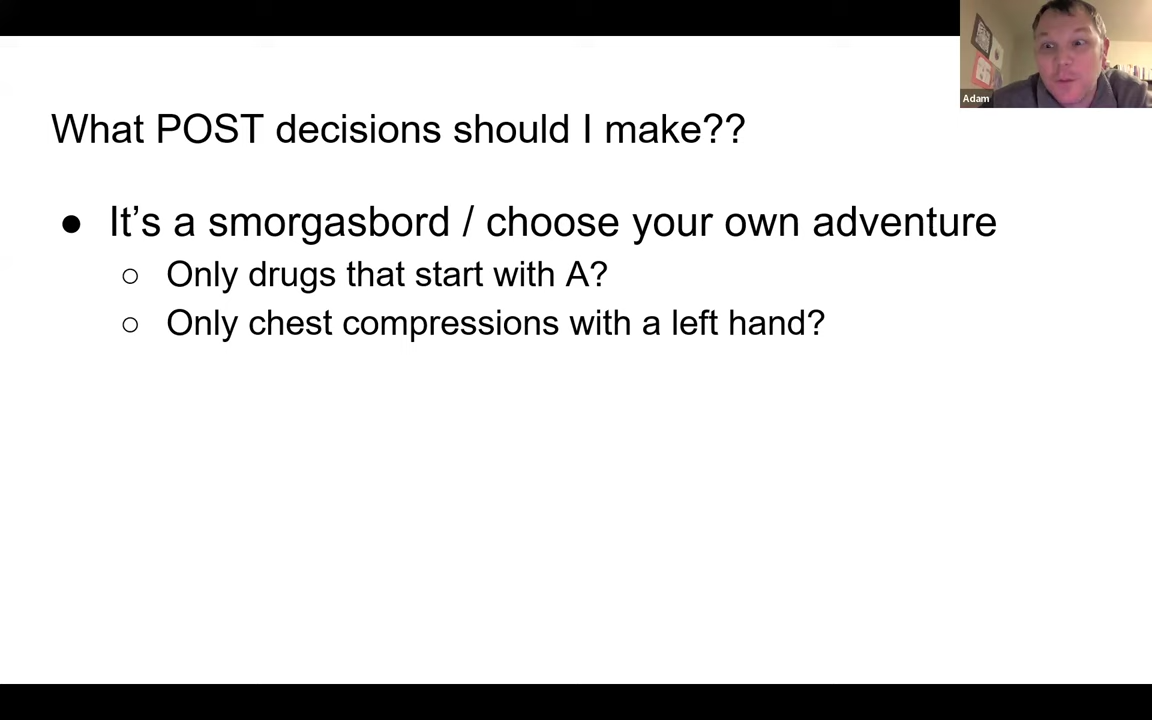 Adam
What POST decisions should I make??
● It’s a smorgasbord / choose your own adventure
○ Only drugs that start with A?
○ Only chest compressions with a left hand?